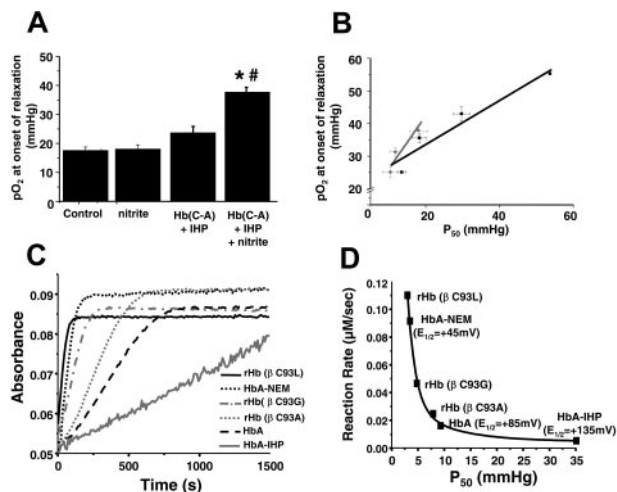 A
pO2 at onset of relaxation
(mmHg)
50
40
30
20
10
0
* #
Control
nitrite
Hb(C-A)
+ IHP
Hb(C-A)
+ IHP
+ nitrite
B
pO2 at onset of relaxation
(mmHg)
60
50
40
30
20
0
0
20
40
60
P50 (mmHg)
C
Absorbance
0.09
0.08
0.07
0.06
0.05
0
500
1000
1500
Time (s)
rHb (β C93L)
HbA-NEM
rHb( β C93G)
rHb (β C93A)
HbA
HbA-IHP
D
Reaction Rate (µM/sec)
0.12
0.10
0.08
0.06
0.04
0.02
0.00
0
5
10
15
20
25
30
35
P50 (mmHg)
rHb (β C93L)
HbA-NEM
(E1/2=+45mV)
rHb (β C93G)
rHb (β C93A)
HbA (E1/2=+85mV)
HbA-IHP
(E1/2=+135mV)